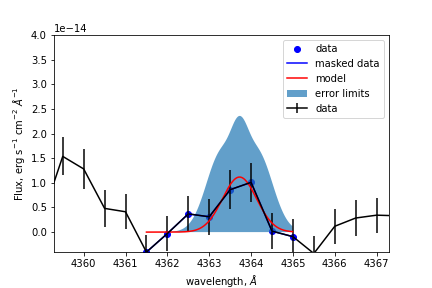 1e−14
4.0
3.5
3.0
2.5
2.0
1.5
1.0
0.5
0.0
Flux, erg s⁻¹ cm⁻² Å⁻¹
data
masked data
model
error limits
data
4360 4361 4362 4363 4364 4365 4366 4367
wavelength, Å